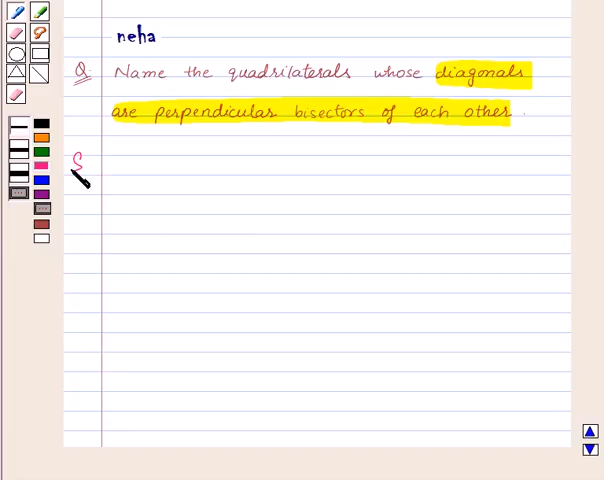 neha
Q. Name the quadrilaterals whose diagonals
are perpendicular bisectors of each other.
S